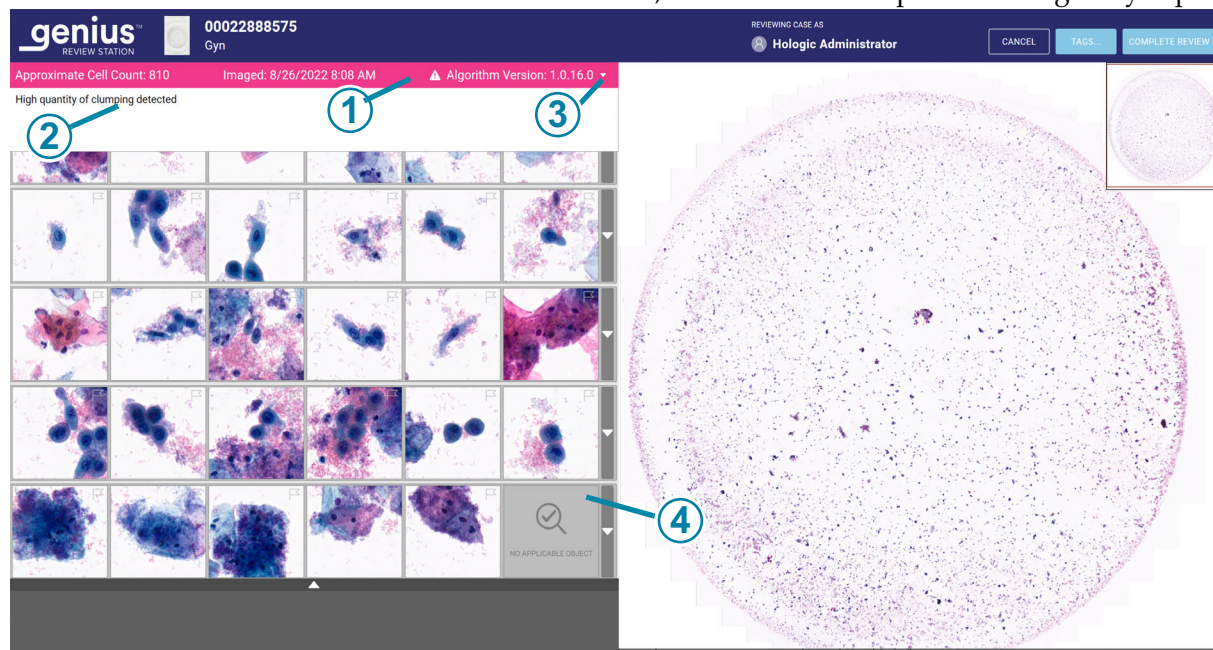 genius™
REVIEW STATION
00022888575
Gyn
REVIEWING CASE AS
Hologic Administrator
CANCEL
TAGS...
COMPLETE REVIEW
Approximate Cell Count: 810
Imaged: 8/26/2022 8:08 AM
Algorithm Version: 1.0.16.0
High quantity of clumping detected
1
2
3
NO APPLICABLE OBJECT
4